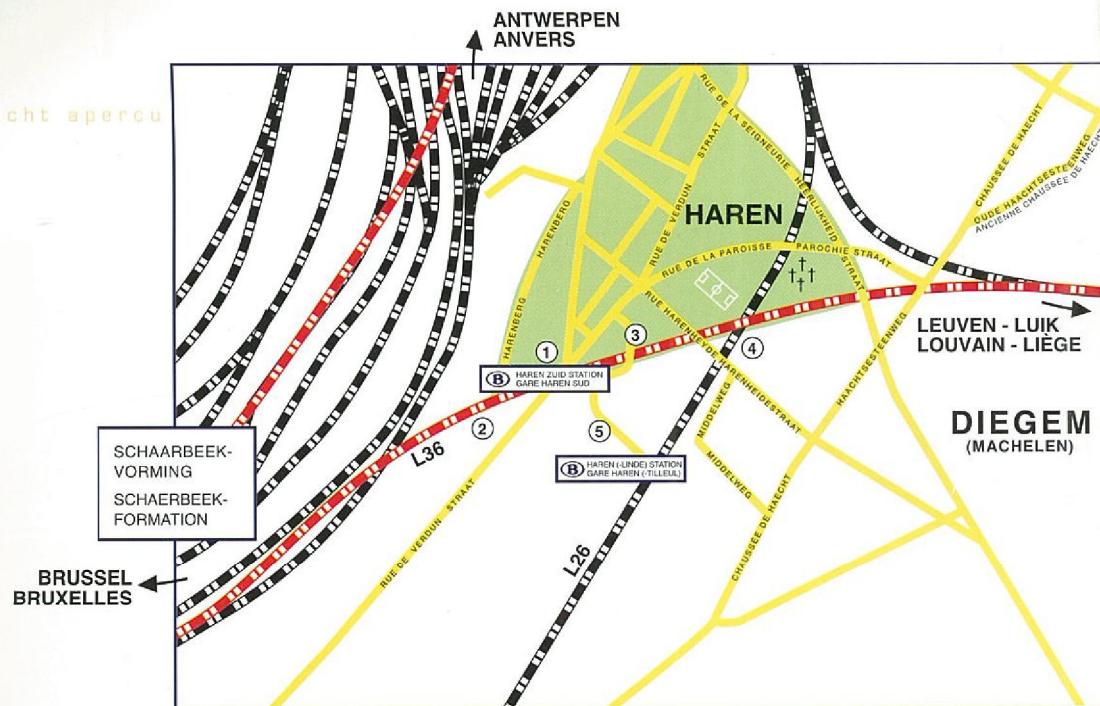 ANTWERPEN
ANVERS
cht aperçu
RUE DE LA SEIGNEURIE HEERLIJKHEID STRAAT
CHAUSSÉE DE HAECHT
OUDE HAACHTSESTEENWEG
ANCIENNE CHAUSSÉE DE HAECHT
HARENBERG
RUE DE VERDUN STRAAT
HAREN
RUE DE LA PAROISSE PAROCHIE STRAAT
HARENBERG
RUE HARENHEYDE HARENHEIDESTRAAT
HAACHTSESTEENWEG
LEUVEN - LUIK
LOUVAIN - LIÈGE
1
3
4
B HAREN ZUID STATION
GARE HAREN SUD
2
5
MIDDELWEG
DIEGEM
(MACHELEN)
L36
SCHAARBEEK-
VORMING
SCHAERBEEK-
FORMATION
B HAREN (-LINDE) STATION
GARE HAREN (-TILLEUL)
MIDDELWEG
CHAUSSÉE DE HAECHT
RUE DE VERDUN STRAAT
L26
BRUSSEL
BRUXELLES